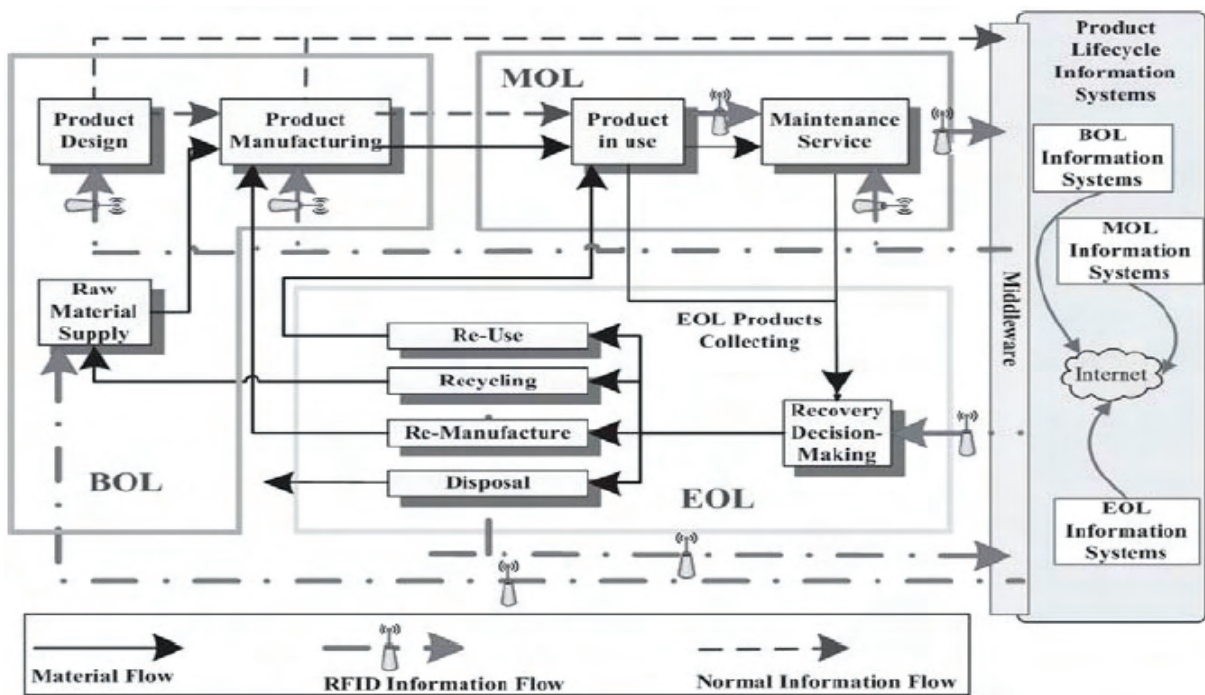 MOL
Product
Design
Product
Manufacturing
Product
in use
Maintenance
Service
Raw
Material
Supply
BOL
EOL Products
Collecting
Re-Use
Recycling
Re-Manufacture
Disposal
Recovery
Decision-
Making
EOL
Middleware
Product
Lifecycle
Information
Systems
BOL
Information
Systems
MOL
Information
Systems
Internet
EOL
Information
Systems
Material Flow
RFID Information Flow
Normal Information Flow